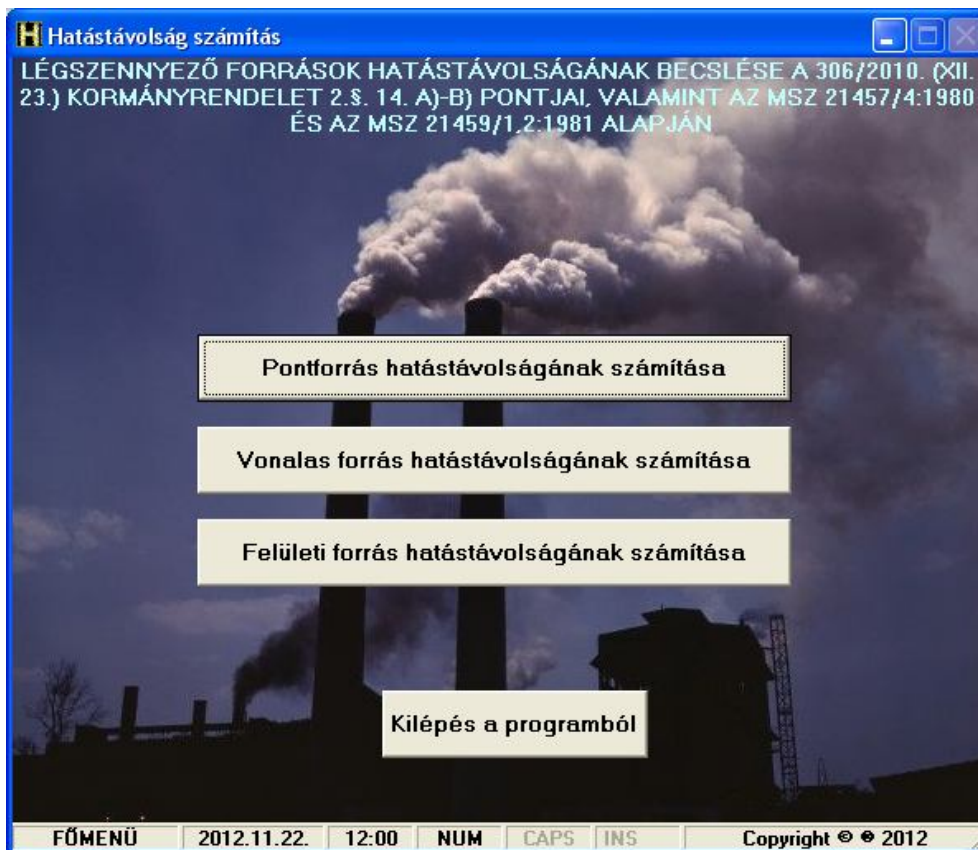 Hatástávolság számítás
LÉGSZENNYEZŐ FORRÁSOK HATÁSTÁVOLSÁGÁNAK BECSLÉSE A 306/2010. (XII.
23.) KORMÁNYRENDELET 2.§. 14. A)-B) PONTJAI, VALAMINT AZ MSZ 21457/4:1980
ÉS AZ MSZ 21459/1,2:1981 ALAPJÁN
Pontforrás hatástávolságának számítása
Vonalas forrás hatástávolságának számítása
Felületi forrás hatástávolságának számítása
Kilépés a programból
FŐMENÜ 2012.11.22. 12:00 NUM CAPS INS Copyright © ® 2012